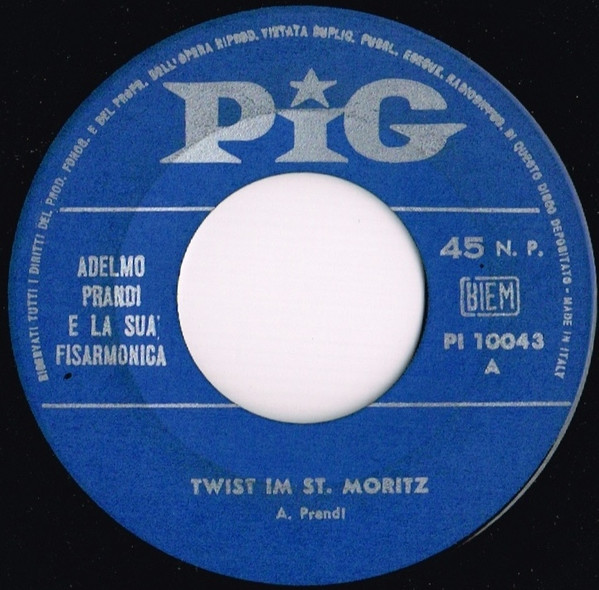 RISERVATI TUTTI I DIRITTI DEL PROD. FONOG. E DEL PROPR. DELL'OPERA RIPROD. VIETATA DUPLIC. PUBBL. ESECUZ. RADIODIFFUS. DI QUESTO DISCO DEPOSITATO - MADE IN ITALY
PiG
ADELMO
PRANDI
E LA SUA
FISARMONICA
45 N. P.
BIEM
PI 10043
A
TWIST IM ST. MORITZ
A. Prandi